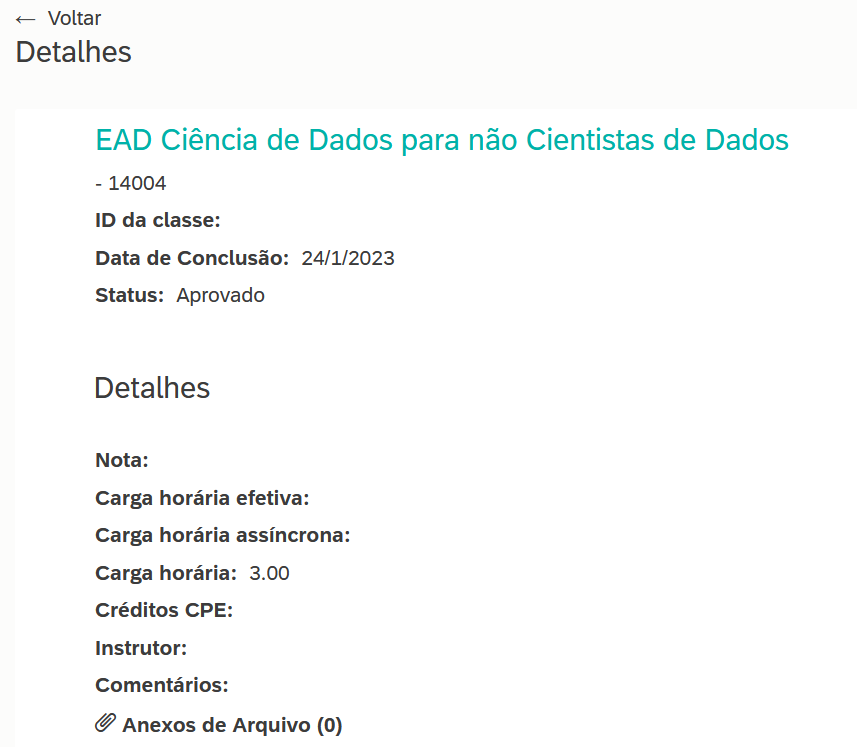 ← Voltar
Detalhes
EAD Ciência de Dados para não Cientistas de Dados
- 14004
ID da classe:
Data de Conclusão: 24/1/2023
Status: Aprovado
Detalhes
Nota:
Carga horária efetiva:
Carga horária assíncrona:
Carga horária: 3.00
Créditos CPE:
Instrutor:
Comentários:
Anexos de Arquivo (0)